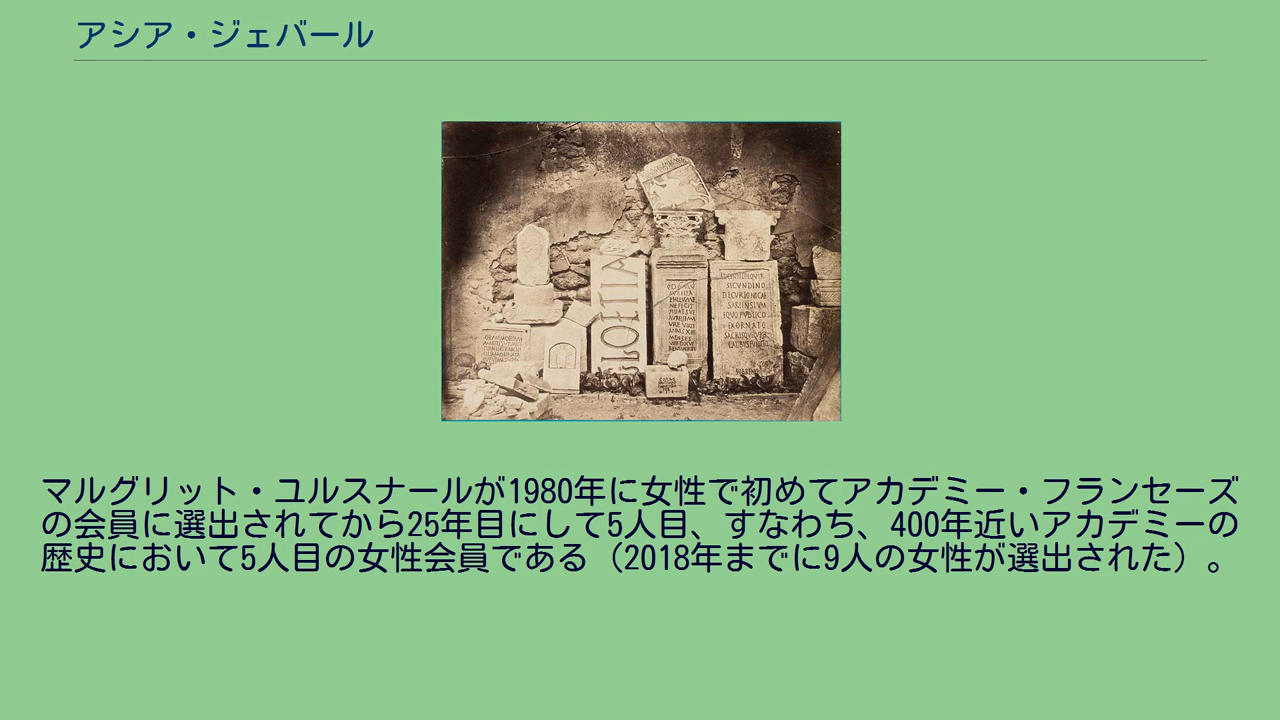 アシア・ジェバール
SECUNDINO
EQUO PUBLICO
EXORNATO
マルグリット・ユルスナールが1980年に女性で初めてアカデミー・フランセーズ
の会員に選出されてから25年目にして5人目、すなわち、400年近いアカデミーの
歴史において5人目の女性会員である（2018年までに9人の女性が選出された）。